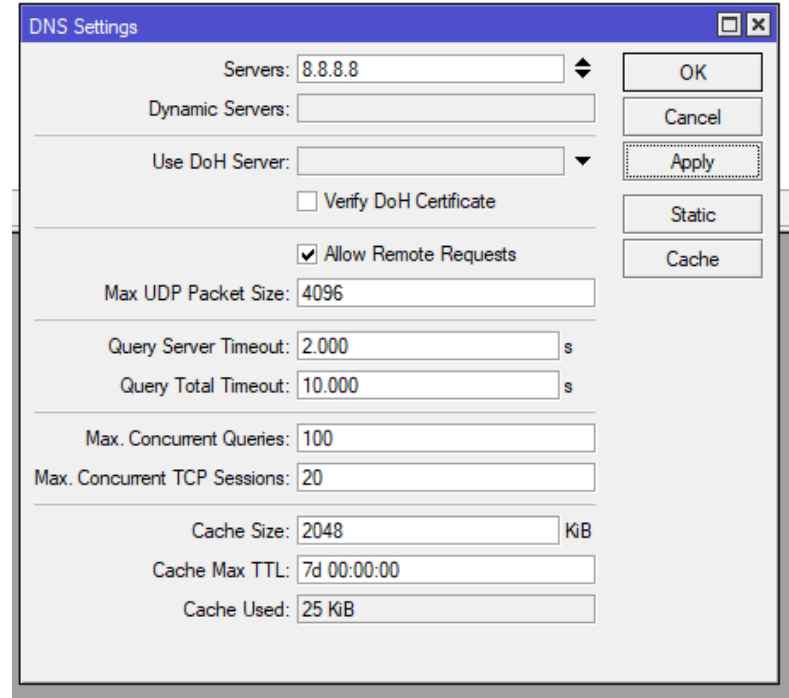 DNS Settings
Servers: 8.8.8.8
OK
Dynamic Servers:
Cancel
Use DoH Server:
Apply
Verify DoH Certificate
Static
Allow Remote Requests
Cache
Max UDP Packet Size: 4096
Query Server Timeout: 2.000 s
Query Total Timeout: 10.000 s
Max. Concurrent Queries: 100
Max. Concurrent TCP Sessions: 20
Cache Size: 2048 KiB
Cache Max TTL: 7d 00:00:00
Cache Used: 25 KiB